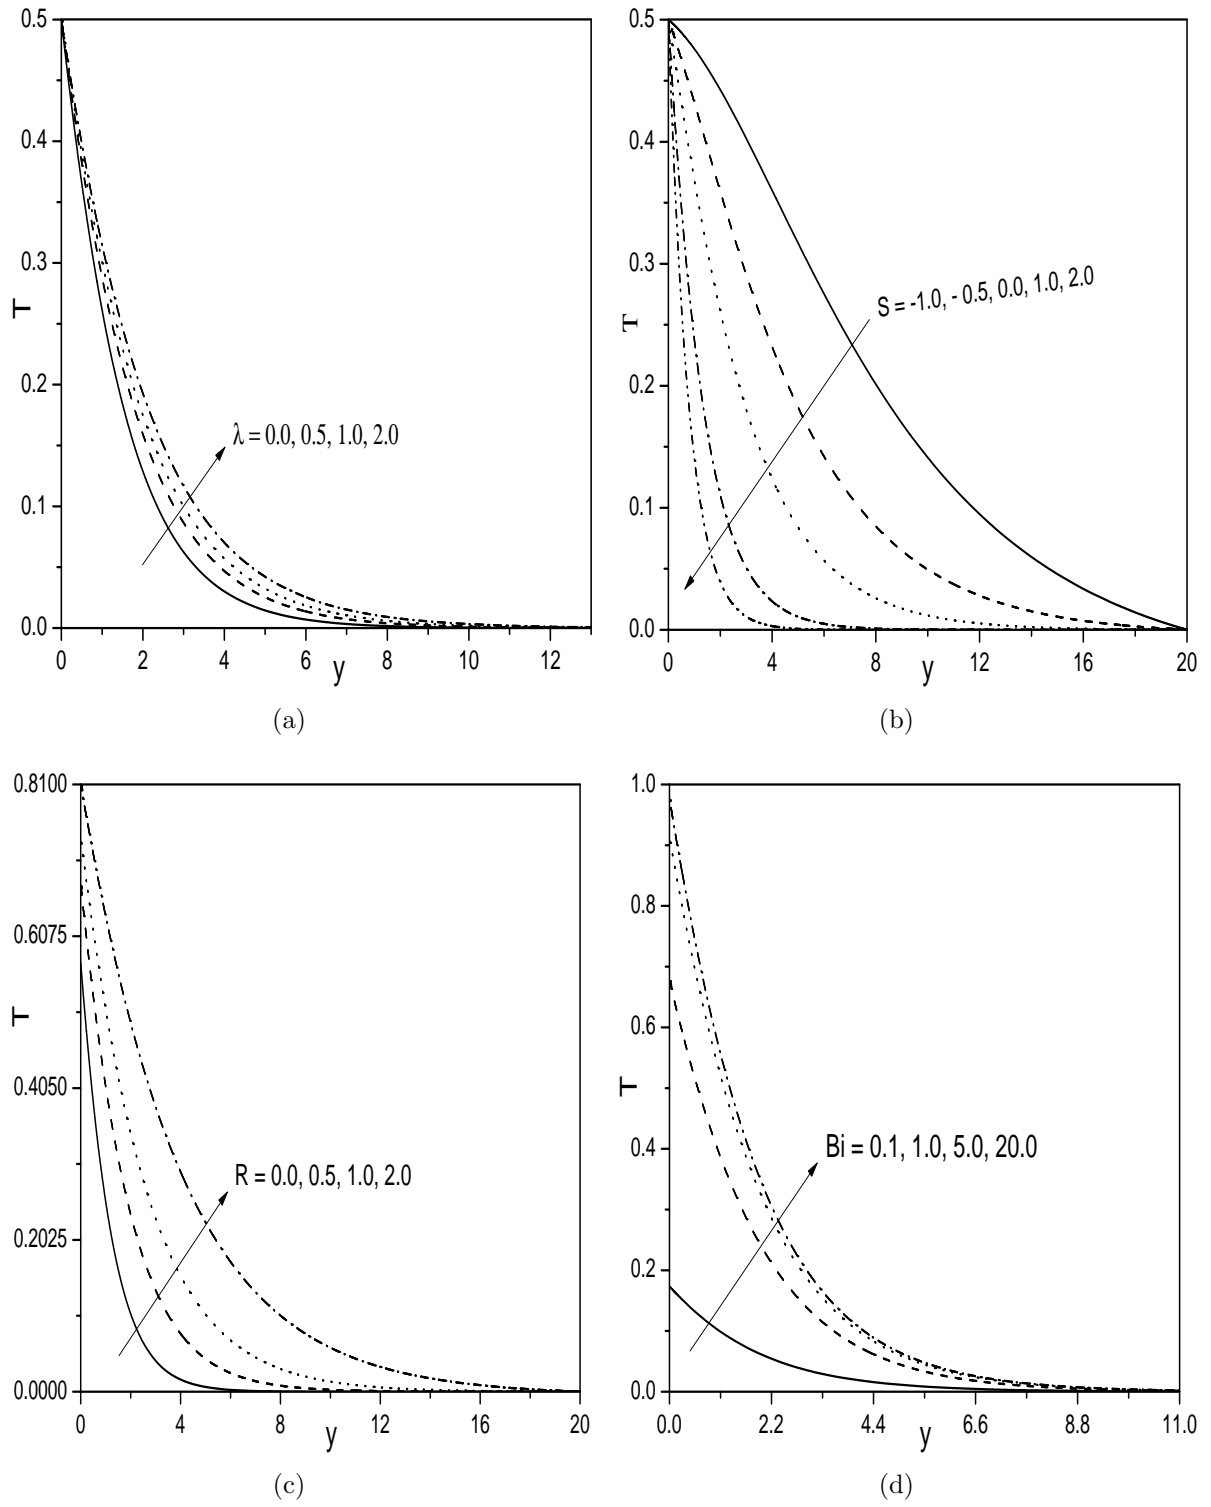 0.5
0.4
0.3
0.2
0.1
0.0
T
λ = 0.0, 0.5, 1.0, 2.0
0 2 4 6 8 10 12
y
(a)
0.5
0.4
0.3
0.2
0.1
0.0
T
S = -1.0, - 0.5, 0.0, 1.0, 2.0
0 4 8 12 16 20
y
(b)
0.8100
0.6075
0.4050
0.2025
0.0000
T
R = 0.0, 0.5, 1.0, 2.0
0 4 8 12 16 20
y
(c)
1.0
0.8
0.6
0.4
0.2
0.0
T
Bi = 0.1, 1.0, 5.0, 20.0
0.0 2.2 4.4 6.6 8.8 11.0
y
(d)